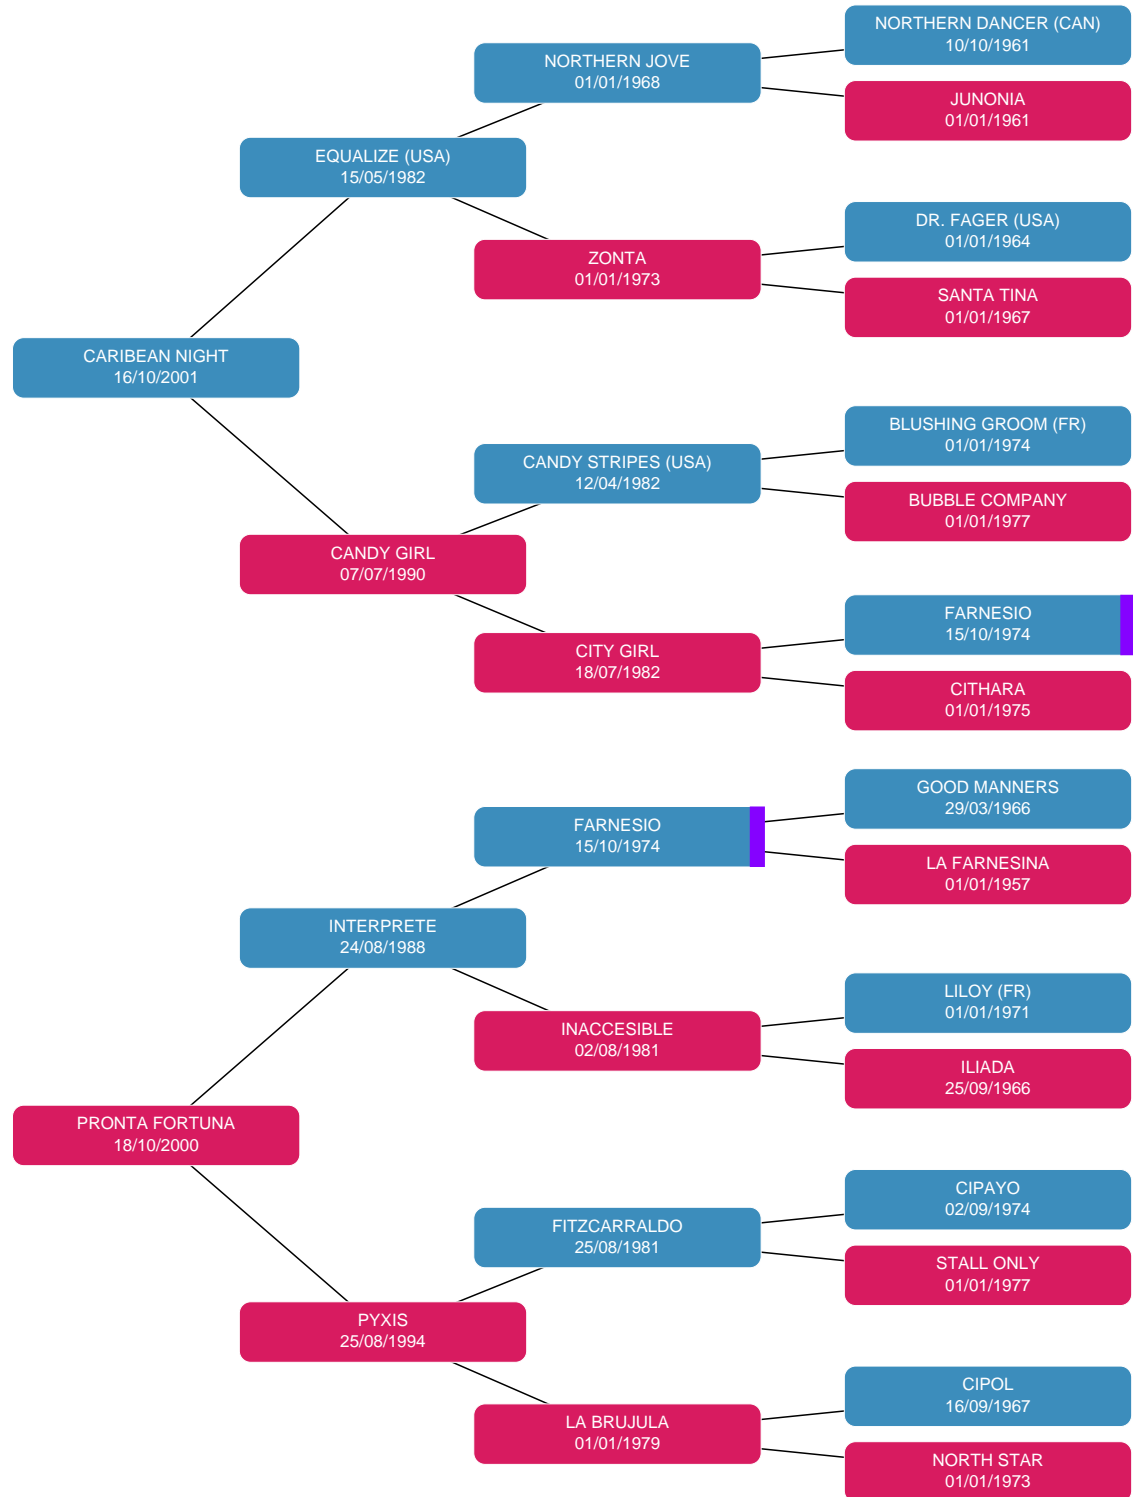 NORTHERN DANCER (CAN)
10/10/1961
NORTHERN JOVE
01/01/1968
JUNONIA
01/01/1961
EQUALIZE (USA)
15/05/1982
DR. FAGER (USA)
01/01/1964
ZONTA
01/01/1973
SANTA TINA
01/01/1967
CARIBEAN NIGHT
16/10/2001
BLUSHING GROOM (FR)
01/01/1974
CANDY STRIPES (USA)
12/04/1982
BUBBLE COMPANY
01/01/1977
CANDY GIRL
07/07/1990
FARNESIO
15/10/1974
CITY GIRL
18/07/1982
CITHARA
01/01/1975
GOOD MANNERS
29/03/1966
FARNESIO
15/10/1974
LA FARNESINA
01/01/1957
INTERPRETE
24/08/1988
LILOY (FR)
01/01/1971
INACCESIBLE
02/08/1981
ILIADA
25/09/1966
PRONTA FORTUNA
18/10/2000
CIPAYO
02/09/1974
FITZCARRALDO
25/08/1981
STALL ONLY
01/01/1977
PYXIS
25/08/1994
CIPOL
16/09/1967
LA BRUJULA
01/01/1979
NORTH STAR
01/01/1973